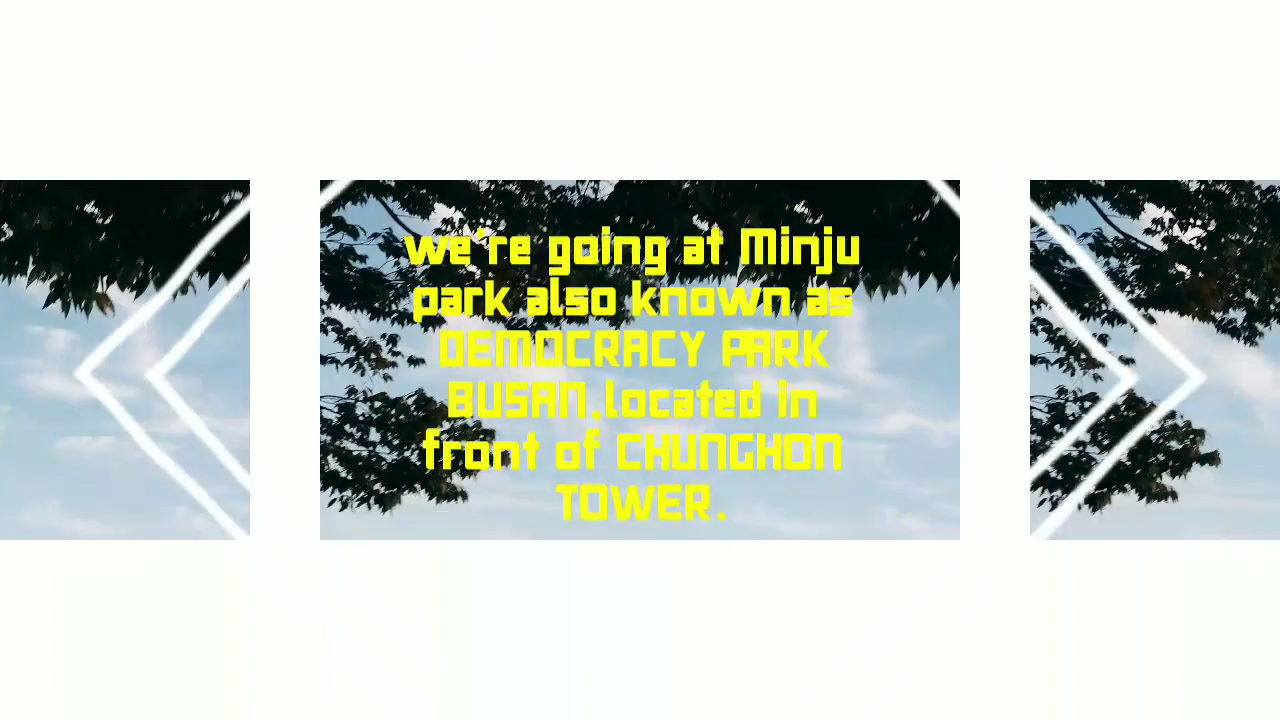 we're going at Minju
park also known as
DEMOCRACY PARK
BUSAN,located in
front of CHUNGHON
TOWER.